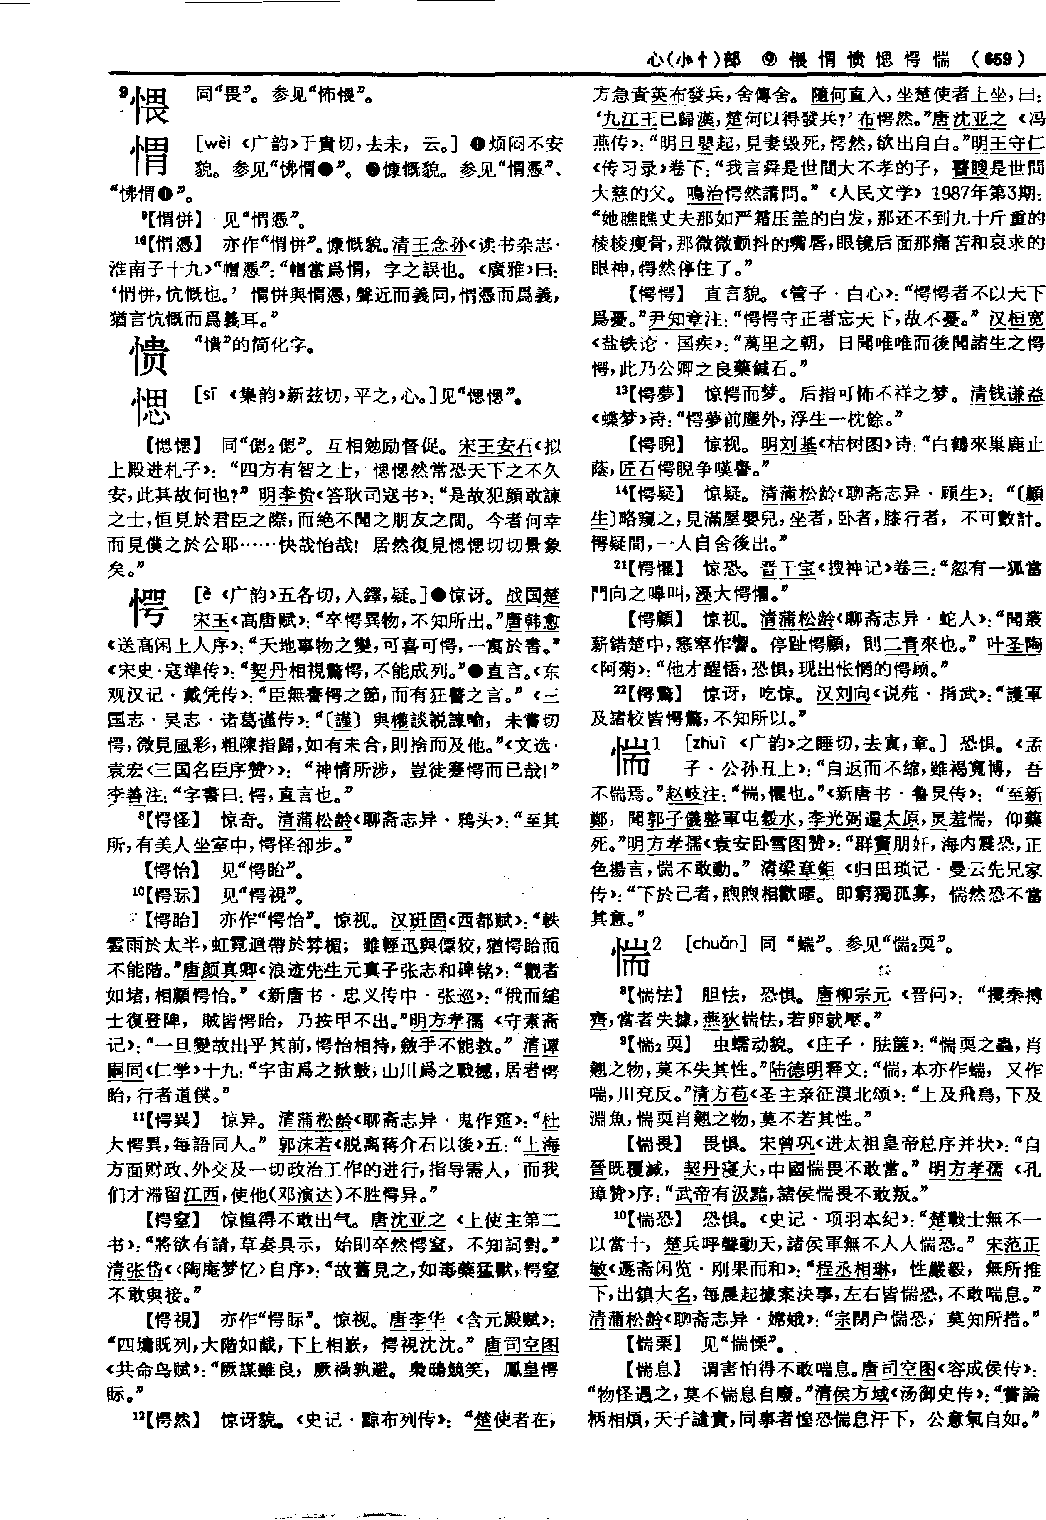 心(小忄)部 ⑨ 愄 悁 愦 愢 愕 惴 (659)
9愄 同“畏”。参见“怖愄”。
[wèi 《广韵》于貴切,去未,云。]❶烦闷不安
貌。参见“怫愲❶”。❷慷慨貌。参见“愲慿”、
“怫愲❶”。
见“愲慿”。
慷慨貌。清王念孙《读书杂志·
淮南子十九》
猶言忼慨而爲義耳。”
愦 “憒”的简化字。
愢 [sī 《集韵》新兹切,平之,心。]见“愢愢”。
【愢愢】 同“偲2偲”。互相勉励督促。宋王安石《拟
上殿进札子》:“四方有智之士,愢愢然常恐天下之不久
安,此其故何也?”明李贽《答耿司寇书》:“是故犯顔敢諫
之士,恒見於君臣之際,而絶不聞之朋友之間。今者何幸
而見僕之於公耶……快哉怡哉!居然復見愢愢切切景象
矣。”
愕 [è 《广韵》五各切,入鐸,疑。]❶惊讶。战国楚
宋玉《高唐赋》:“卒愕異物,不知所出。”唐韩愈
《送高闲上人序》:“天地事物之變,可喜可愕,一寓於書。”
《宋史·寇準传》:“契丹相視驚愕,不能成列。”❷直言。《东
观汉记·戴凭传》:“臣無謇愕之節,而有狂瞽之言。”《三
国志·吴志·诸葛谨传》:“〔謹〕與權談説諫喻,未嘗切
愕,微見風彩,粗陳指歸,如有未合,則捨而及他。”《文选·
袁宏〈三国名臣序赞〉》:“神情所涉,豈徒蹇愕而已哉!”
李善注:“字書曰:愕,直言也。”
8【愕怪】 惊奇。清蒲松龄《聊斋志异·鸦头》:“至其
所,有美人坐室中,愕怪卻步。”
【愕怡】 见“愕眙”。
10【愕眎】 见“愕視”。
【愕眙】 亦作“愕怡”。惊视。汉班固《西都赋》:“軼
雲雨於太半,虹霓迴帶於棼楣;雖輕迅與僄狡,猶愕眙而
不能階。”唐颜真卿《浪迹先生元真子张志和碑铭》:“觀者
如堵,相顧愕怡。”《新唐书·忠义传中·张巡》:“俄而縋
士復登陴,賊皆愕眙,乃按甲不出。”明方孝孺《守素斋
记》:“一旦變故出乎其前,愕怡相持,斂手不能救。”清谭
嗣同《仁学》十九:“宇宙爲之掀鼓,山川爲之戰撼,居者愕
眙,行者道僕。”
11【愕異】 惊异。清蒲松龄《聊斋志异·鬼作筵》:“杜
大愕異,每語同人。”郭沫若《脱离蒋介石以後》五:“上海
方面财政、外交及一切政治工作的进行,指导需人,而我
们才滞留江西,使他(邓演达)不胜愕异。”
【愕窒】 惊惶得不敢出气。唐沈亚之《上使主第二
书》:“將欲有請,草妾具示,始則卒然愕窒,不知詞對。”
清张岱《〈陶庵梦忆〉自序》:“故舊見之,如毒藥猛獸,愕窒
不敢與接。”
【愕視】 亦作“愕眎”。惊视。唐李华《含元殿赋》:
“四墉既列,大階如截,下上相嶔,愕視沈沈。”唐司空图
《共命鸟赋》:“厥謀雖良,厥禍孰避。梟鴟競笑,鳳皇愕
眎。”
12【愕然】 惊讶貌。《史记·黥布列传》:“楚使者在,
方急責英布發兵,舍傳舍。隨何直入,坐楚使者上坐,曰:
‘九江王已歸漢,楚何以得發兵?’布愕然。”唐沈亚之《冯
燕传》:“明旦嬰起,見妻毁死,愕然,欲出自白。”明王守仁
《传习录》卷下:“我言舜是世間大不孝的子,瞽瞍是世間
大慈的父。鳴治愕然請問。”《人民文学》1987年第3期:
“她瞧瞧丈夫那如严霜压盖的白发,那还不到九十斤重的
棱棱瘦骨,那微微颤抖的嘴唇,眼镜后面那痛苦和哀求的
眼神,愕然停住了。”
【愕愕】 直言貌。《管子·白心》:“愕愕者不以天下
爲憂。”尹知章注:“愕愕守正者忘天下,故不憂。”汉桓宽
《盐铁论·国疾》:“萬里之朝,日聞唯唯而後聞諸生之愕
愕,此乃公卿之良藥鍼石。”
13【愕夢】 惊愕而梦。后指可怖不祥之梦。清钱谦益
《蝶梦》诗:“愕夢前塵外,浮生一枕餘。”
【愕睨】 惊视。明刘基《枯树图》诗:“白鶴來巢鹿止
蔭,匠石愕睨争嘆譽。”
14【愕疑】 惊疑。清蒲松龄《聊斋志异·顾生》:“〔顧
生〕略窺之,見滿屋嬰兒,坐者,卧者,膝行者,不可數計。
愕疑間,一人自舍後出。”
21【愕懼】 惊恐。晋干宝《搜神记》卷三:“忽有一狐當
門向之嗥叫,藻大愕懼。”
【愕顧】 惊视。清蒲松龄《聊斋志异·蛇人》:“聞叢
薪錯楚中,窸窣作響。停趾愕顧,則二青來也。”叶圣陶
《阿菊》:“他才醒悟,恐惧,现出怅惘的愕顾。”
22【愕驚】 惊讶,吃惊。汉刘向《说苑·指武》:“護軍
及諸校皆愕驚,不知所以。”
惴1 [zhuì 《广韵》之睡切,去寘,章。]恐惧。《孟
子·公孙丑上》:“自返而不缩,雖褐寬博,吾
不惴焉。”赵岐注:“惴,懼也。”《新唐书·鲁炅传》:“至新
鄭,聞郭子儀整軍屯穀水,李光弼還太原,炅羞惴,仰藥
死。”明方孝孺《袁安卧雪图赞》:“群竇朋奸,海内震恐,正
色揚言,惴不敢動。”清梁章鉅《归田琐记·曼云先兄家
传》:“下於己者,煦煦相歡曜。即窮獨孤寡,惴然恐不當
其意。”
惴2 [chuǎn] 同“蝡”。参见“惴2耎”。
8【惴怯】 胆怯,恐惧。唐柳宗元《晋问》:“攫秦搏
齊,當者失據,燕狄惴怯,若卵就壓。”
9【惴2耎】 虫蠕动貌。《庄子·胠箧》:“惴耎之蟲,肖
翹之物,莫不失其性。”陆德明释文:“惴,本亦作蝡,又作
喘,川兗反。”清方苞《圣主亲征漠北颂》:“上及飛鳥,下及
淵魚,惴耎肖翹之物,莫不若其性。”
【惴畏】 畏惧。宋曾巩《进太祖皇帝总序并状》:“自
晉既覆滅,契丹寖大,中國惴畏不敢當。”明方孝孺《孔
璋赞》序:“武帝有汲黯,諸侯惴畏不敢叛。”
10【惴恐】 恐惧。《史记·项羽本纪》:“楚戰士無不一
以當十,楚兵呼聲動天,諸侯軍無不人人惴恐。”宋范正
敏《遯斋闲览·刚果而和》:“程丞相琳,性嚴毅,無所推
下,出鎮大名,每晨起據案決事,左右皆惴恐,不敢喘息。”
清蒲松龄《聊斋志异·嫦娥》:“宗閉户惴恐,莫知所措。”
【惴栗】 见“惴慄”。
【惴息】 谓害怕得不敢喘息。唐司空图《容成侯传》:
“物怪遇之,莫不惴息自廢。”清侯方域《汤御史传》:“嘗論
柄相煩,天子譴責,同事者惶恐惴息汗下,公意氣自如。”